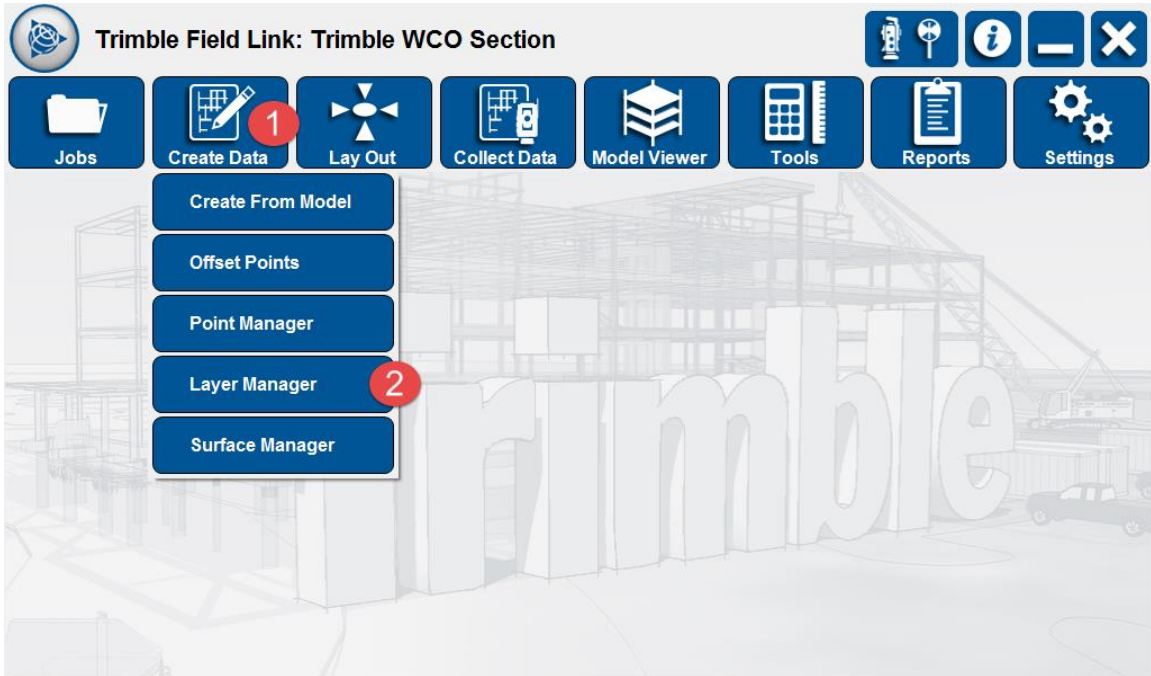 Trimble Field Link: Trimble WCO Section
Jobs
Create Data
1
Lay Out
Collect Data
Model Viewer
Tools
Reports
Settings
Create From Model
Offset Points
Point Manager
Layer Manager
2
Surface Manager
Trimble